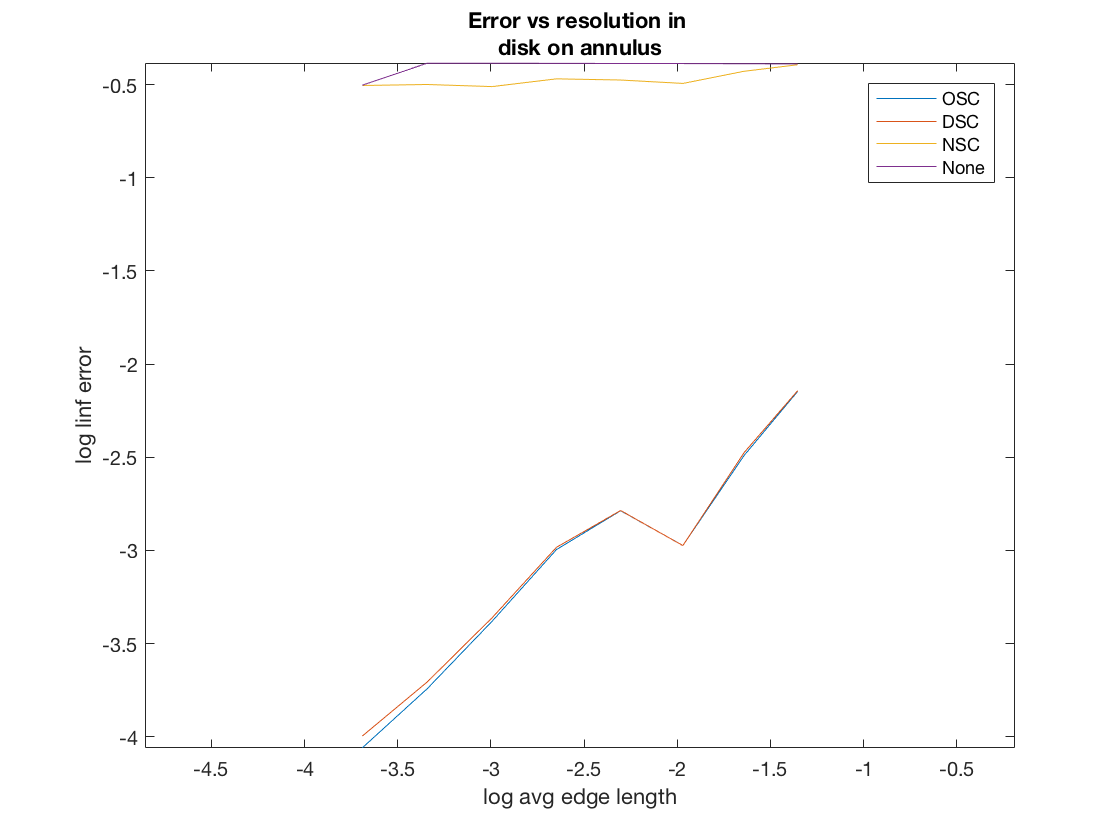 Error vs resolution in
disk on annulus
OSC
DSC
NSC
None
log linf error
-0.5
-1
-1.5
-2
-2.5
-3
-3.5
-4
-4.5 -4 -3.5 -3 -2.5 -2 -1.5 -1 -0.5
log avg edge length